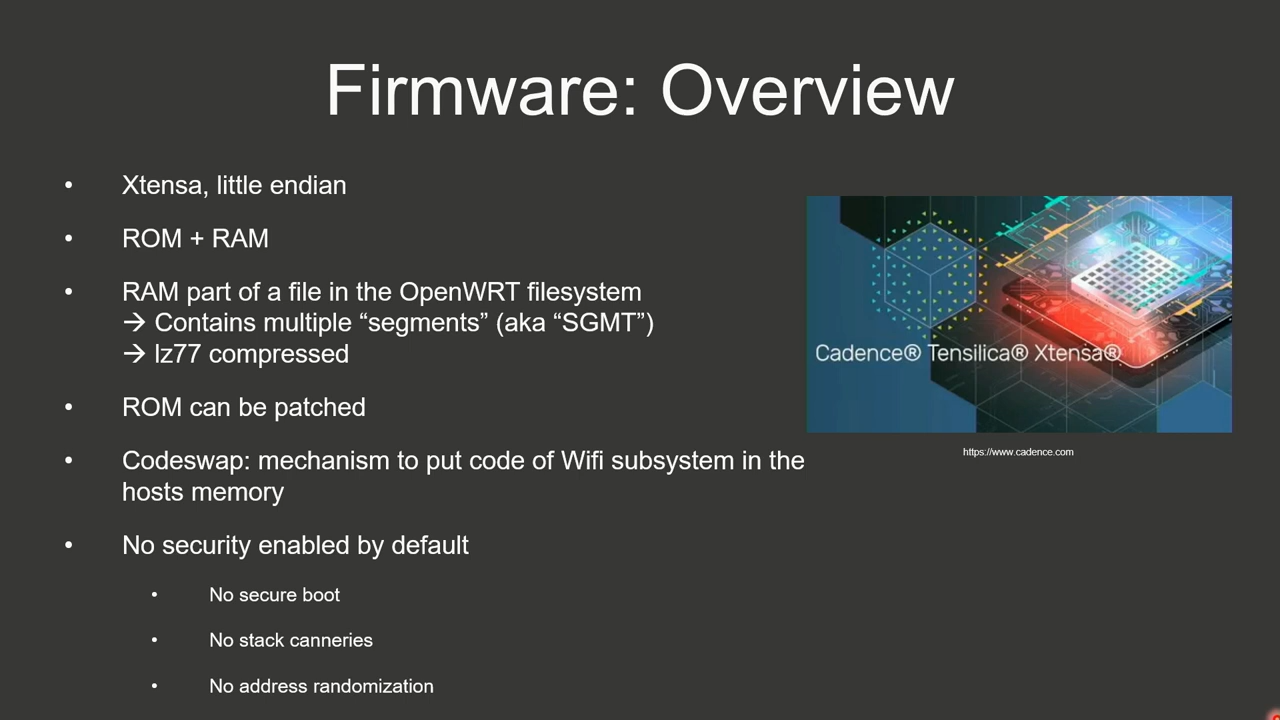 Firmware: Overview
• Xtensa, little endian
• ROM + RAM
• RAM part of a file in the OpenWRT filesystem
→ Contains multiple “segments” (aka “SGMT”)
→ lz77 compressed
• ROM can be patched
• Codeswap: mechanism to put code of Wifi subsystem in the
hosts memory
• No security enabled by default
• No secure boot
• No stack canneries
• No address randomization
Cadence® Tensilica® Xtensa®
https://www.cadence.com